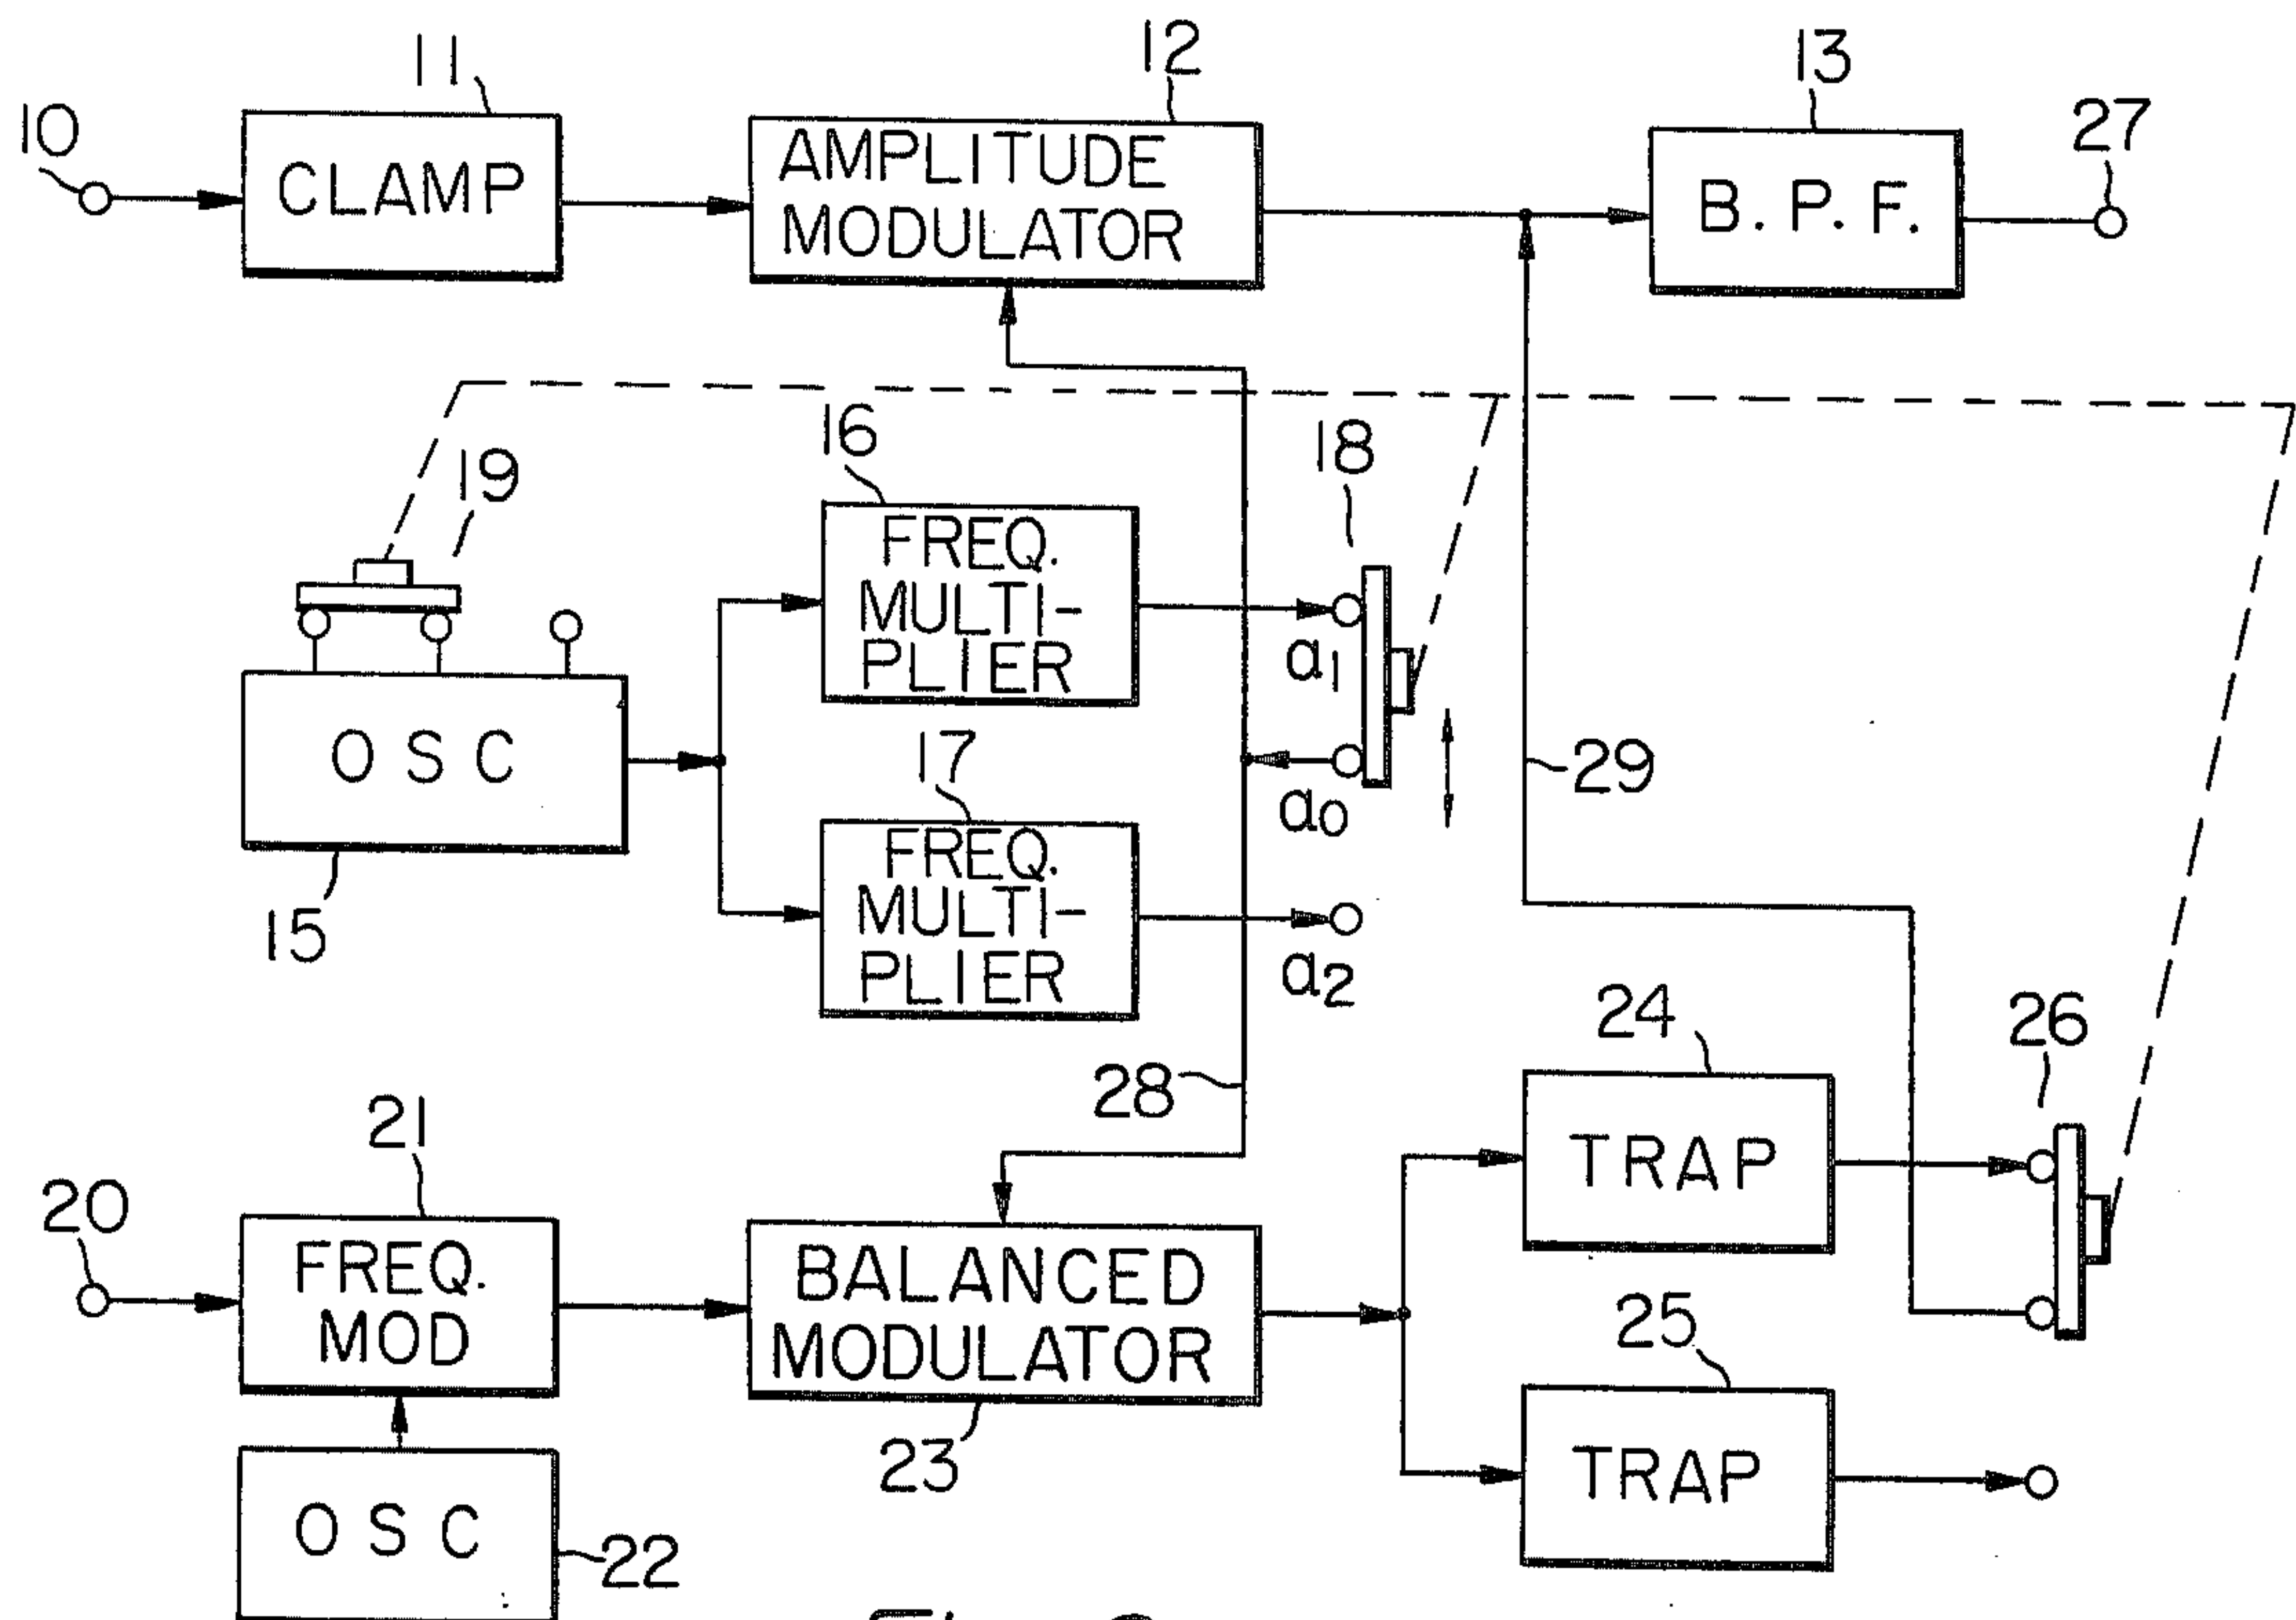 10
11
CLAMP
12
AMPLITUDE
MODULATOR
13
B. P. F.
27
19
16
FREQ.
MULTI-
PLIER
18
a1
a0
OSC
15
17
FREQ.
MULTI-
PLIER
a2
29
28
20
21
FREQ.
MOD
OSC
22
BALANCED
MODULATOR
23
24
TRAP
25
TRAP
26